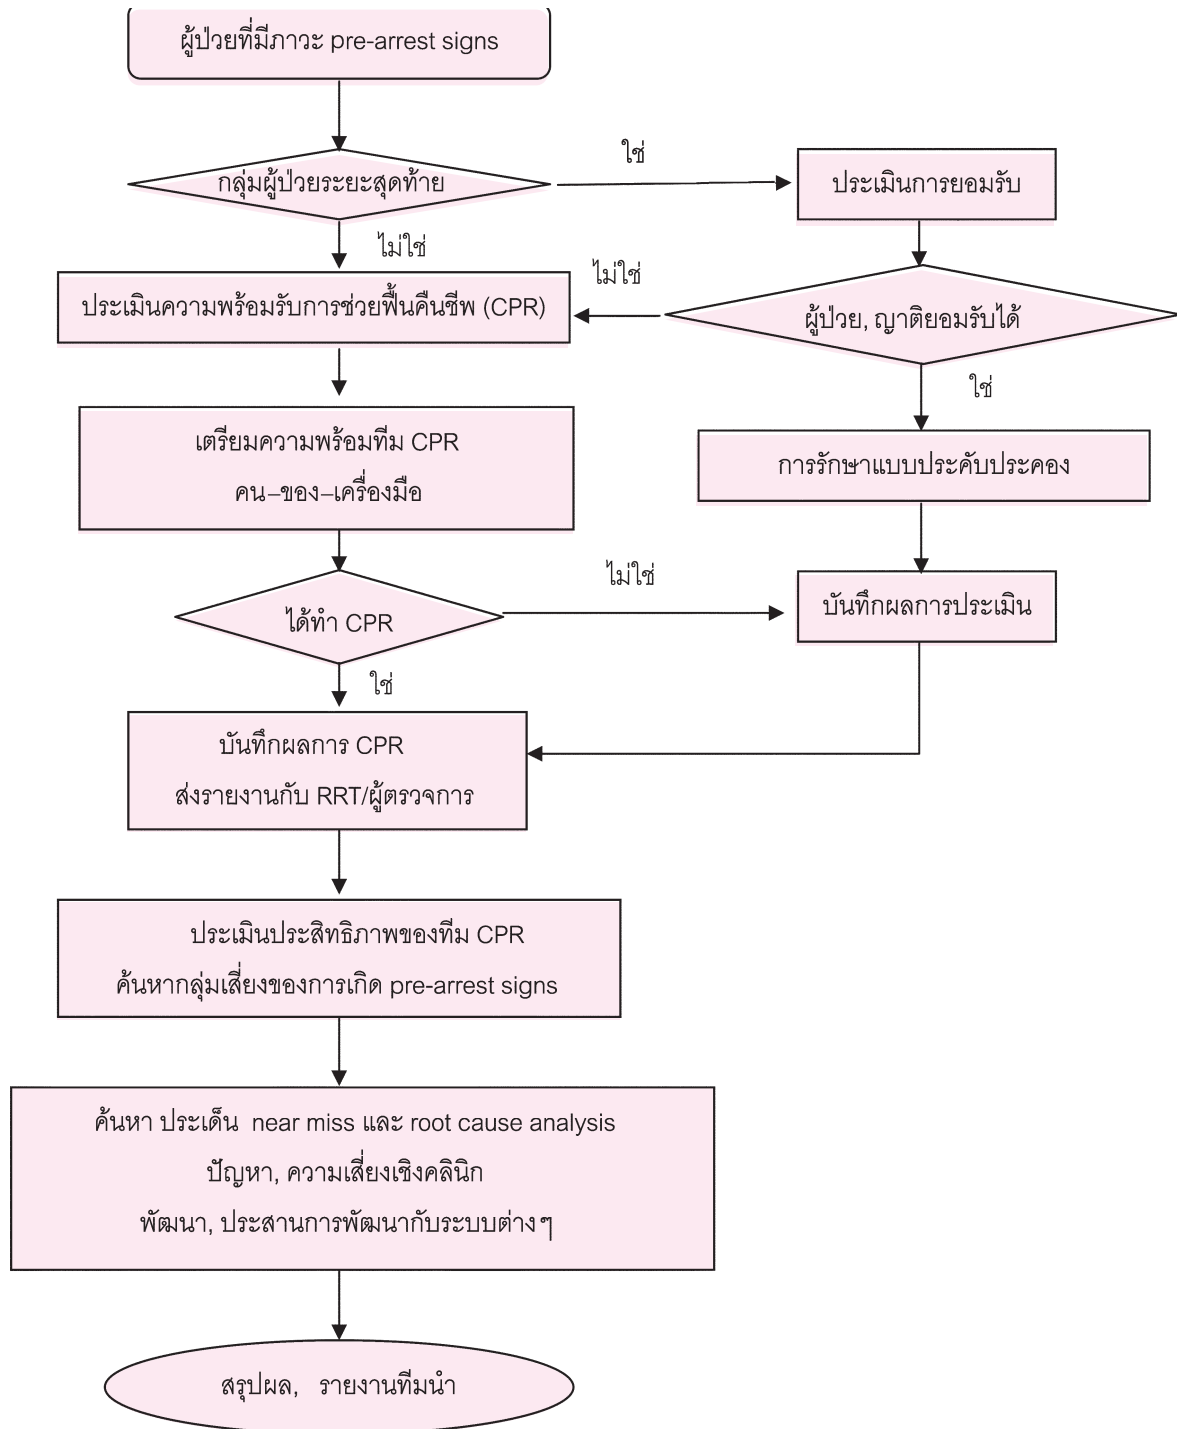 ผู้ป่วยที่มีภาวะ pre-arrest signs
กลุ่มผู้ป่วยระยะสุดท้าย
ใช่
ประเมินการยอมรับ
ไม่ใช่
ประเมินความพร้อมรับการช่วยฟื้นคืนชีพ (CPR)
ไม่ใช่
ผู้ป่วย, ญาติยอมรับได้
ใช่
เตรียมความพร้อมทีม CPR
คน–ของ–เครื่องมือ
การรักษาแบบประคับประคอง
ได้ทำ CPR
ไม่ใช่
บันทึกผลการประเมิน
ใช่
บันทึกผลการ CPR
ส่งรายงานกับ RRT/ผู้ตรวจการ
ประเมินประสิทธิภาพของทีม CPR
ค้นหากลุ่มเสี่ยงของการเกิด pre-arrest signs
ค้นหา ประเด็น near miss และ root cause analysis
ปัญหา, ความเสี่ยงเชิงคลินิก
พัฒนา, ประสานการพัฒนากับระบบต่างๆ
สรุปผล, รายงานทีมนำ